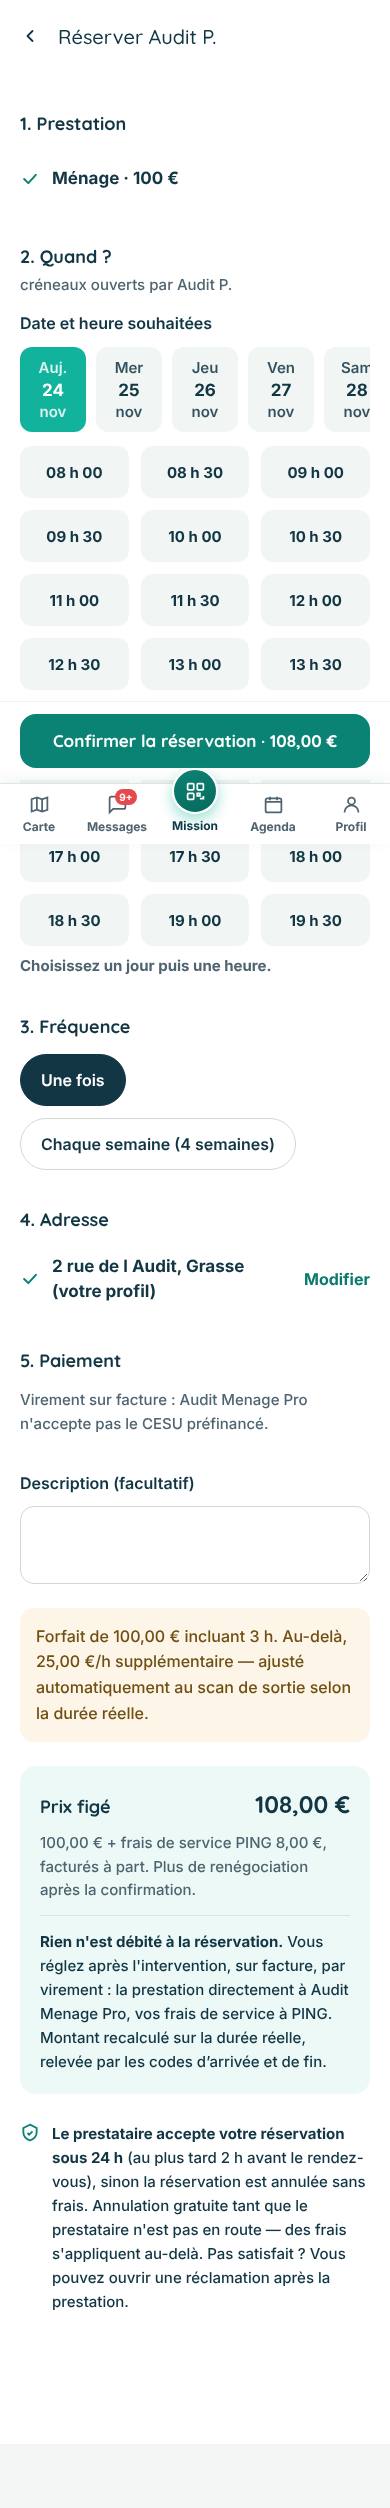 Réserver Audit P.
1. Prestation
Ménage · 100 €
2. Quand ?
créneaux ouverts par Audit P.
Date et heure souhaitées
Auj. Mer Jeu Ven Sam
24 25 26 27 28
nov nov nov nov nov
08 h 00 08 h 30 09 h 00
09 h 30 10 h 00 10 h 30
11 h 00 11 h 30 12 h 00
12 h 30 13 h 00 13 h 30
Confirmer la réservation · 108,00 €
9+
Carte Messages Mission Agenda Profil
17 h 00 17 h 30 18 h 00
18 h 30 19 h 00 19 h 30
Choisissez un jour puis une heure.
3. Fréquence
Une fois
Chaque semaine (4 semaines)
4. Adresse
2 rue de l Audit, Grasse
(votre profil)
Modifier
5. Paiement
Virement sur facture : Audit Menage Pro
n'accepte pas le CESU préfinancé.
Description (facultatif)
Forfait de 100,00 € incluant 3 h. Au-delà,
25,00 €/h supplémentaire — ajusté
automatiquement au scan de sortie selon
la durée réelle.
Prix figé 108,00 €
100,00 € + frais de service PING 8,00 €,
facturés à part. Plus de renégociation
après la confirmation.
Rien n'est débité à la réservation. Vous
réglez après l'intervention, sur facture, par
virement : la prestation directement à Audit
Menage Pro, vos frais de service à PING.
Montant recalculé sur la durée réelle,
relevée par les codes d’arrivée et de fin.
Le prestataire accepte votre réservation
sous 24 h (au plus tard 2 h avant le rendez-
vous), sinon la réservation est annulée sans
frais. Annulation gratuite tant que le
prestataire n'est pas en route — des frais
s'appliquent au-delà. Pas satisfait ? Vous
pouvez ouvrir une réclamation après la
prestation.